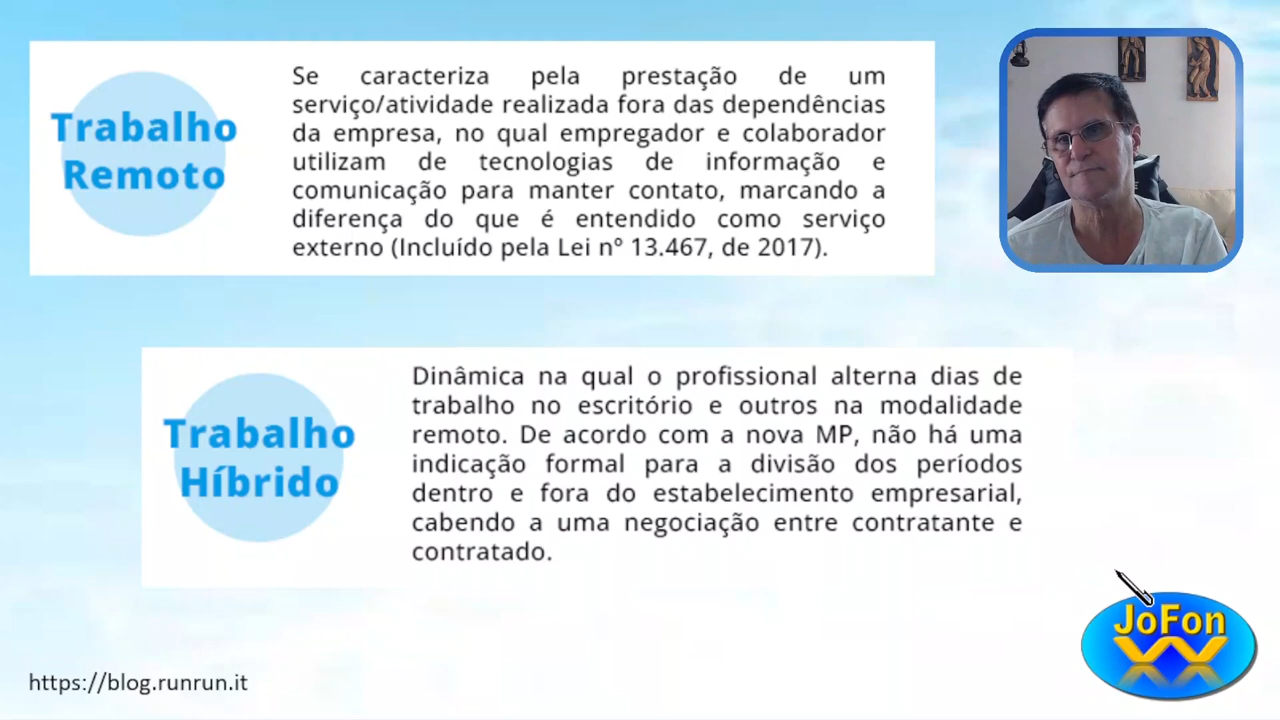 Trabalho
Remoto
Se caracteriza pela prestação de um
serviço/atividade realizada fora das dependências
da empresa, no qual empregador e colaborador
utilizam de tecnologias de informação e
comunicação para manter contato, marcando a
diferença do que é entendido como serviço
externo (Incluído pela Lei nº 13.467, de 2017).
Trabalho
Híbrido
Dinâmica na qual o profissional alterna dias de
trabalho no escritório e outros na modalidade
remoto. De acordo com a nova MP, não há uma
indicação formal para a divisão dos períodos
dentro e fora do estabelecimento empresarial,
cabendo a uma negociação entre contratante e
contratado.
JoFon
https://blog.runrun.it